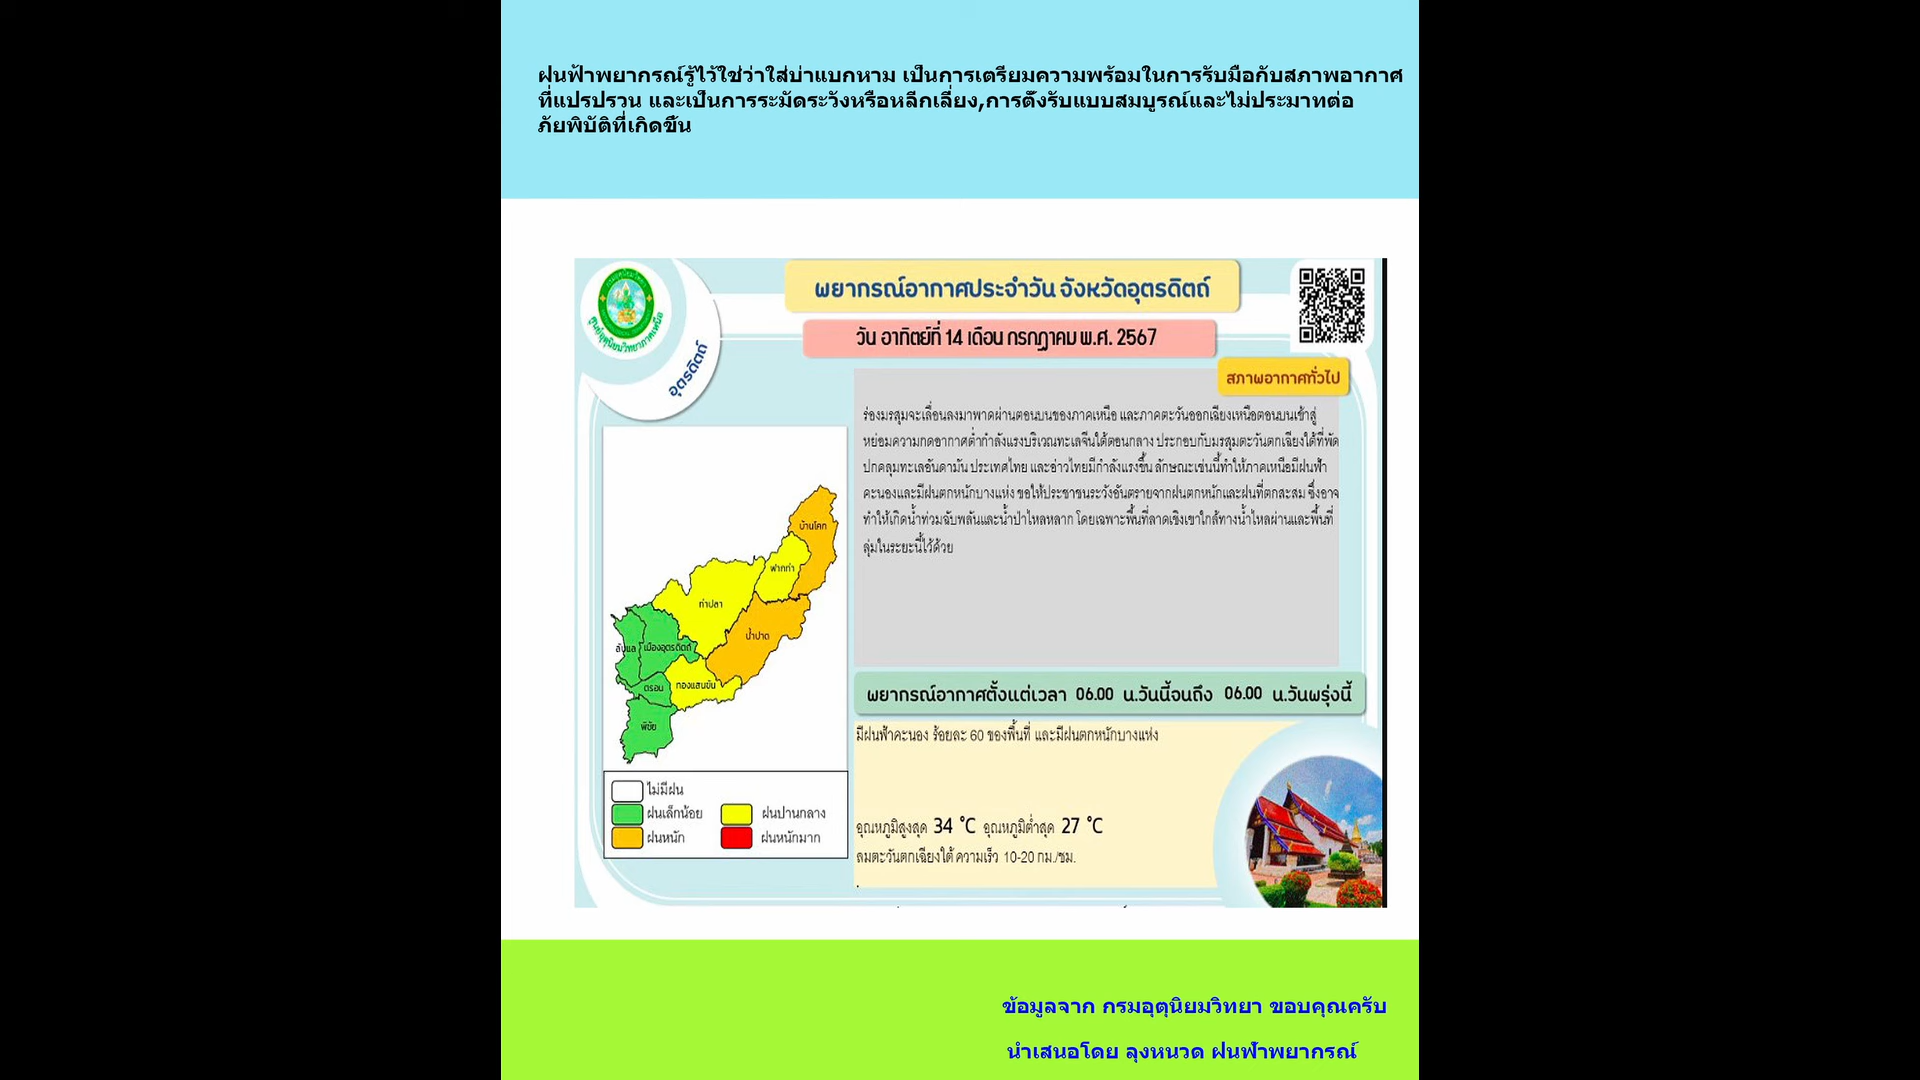 ฝนฟ้าพยากรณ์รู้ไว้ใช่ว่าใส่บ่าแบกหาม เป็นการเตรียมความพร้อมในการรับมือกับสภาพอากาศ
ที่แปรปรวน และเป็นการระมัดระวังหรือหลีกเลี่ยง,การตั้งรับแบบสมบูรณ์และไม่ประมาทต่อ
ภัยพิบัติที่เกิดขึ้น
พยากรณ์อากาศประจำวัน จังหวัดอุตรดิตถ์
วัน อาทิตย์ที่ 14 เดือน กรกฎาคม พ.ศ. 2567
ศูนย์อุตุนิยมวิทยาภาคเหนือ
อุตรดิตถ์
สภาพอากาศทั่วไป
ร่องมรสุมจะเลื่อนลงมาพาดผ่านตอนบนของภาคเหนือ และภาคตะวันออกเฉียงเหนือตอนบนเข้าสู่
หย่อมความกดอากาศต่ำกำลังแรงบริเวณทะเลจีนใต้ตอนกลาง ประกอบกับมรสุมตะวันตกเฉียงใต้ที่พัด
ปกคลุมทะเลอันดามัน ประเทศไทย และอ่าวไทยมีกำลังแรงขึ้น ลักษณะเช่นนี้ทำให้ภาคเหนือมีฝนฟ้า
คะนองและมีฝนตกหนักบางแห่ง ขอให้ประชาชนระวังอันตรายจากฝนตกหนักและฝนที่ตกสะสม ซึ่งอาจ
ทำให้เกิดน้ำท่วมฉับพลันและน้ำป่าไหลหลาก โดยเฉพาะพื้นที่ลาดเชิงเขาใกล้ทางน้ำไหลผ่านและพื้นที่
ลุ่มในระยะนี้ไว้ด้วย
บ้านโคก
ฟากท่า
ท่าปลา
น้ำปาด
ลับแล
เมืองอุตรดิตถ์
ตรอน
ทองแสนขัน
พิชัย
ไม่มีฝน
ฝนเล็กน้อย
ฝนปานกลาง
ฝนหนัก
ฝนหนักมาก
พยากรณ์อากาศตั้งแต่เวลา 06.00 น.วันนี้จนถึง 06.00 น.วันพรุ่งนี้
มีฝนฟ้าคะนอง ร้อยละ 60 ของพื้นที่ และมีฝนตกหนักบางแห่ง
อุณหภูมิสูงสุด 34 °C อุณหภูมิต่ำสุด 27 °C
ลมตะวันตกเฉียงใต้ ความเร็ว 10-20 กม./ชม.
.
ข้อมูลจาก กรมอุตุนิยมวิทยา ขอบคุณครับ
นำเสนอโดย ลุงหนวด ฝนฟ้าพยากรณ์